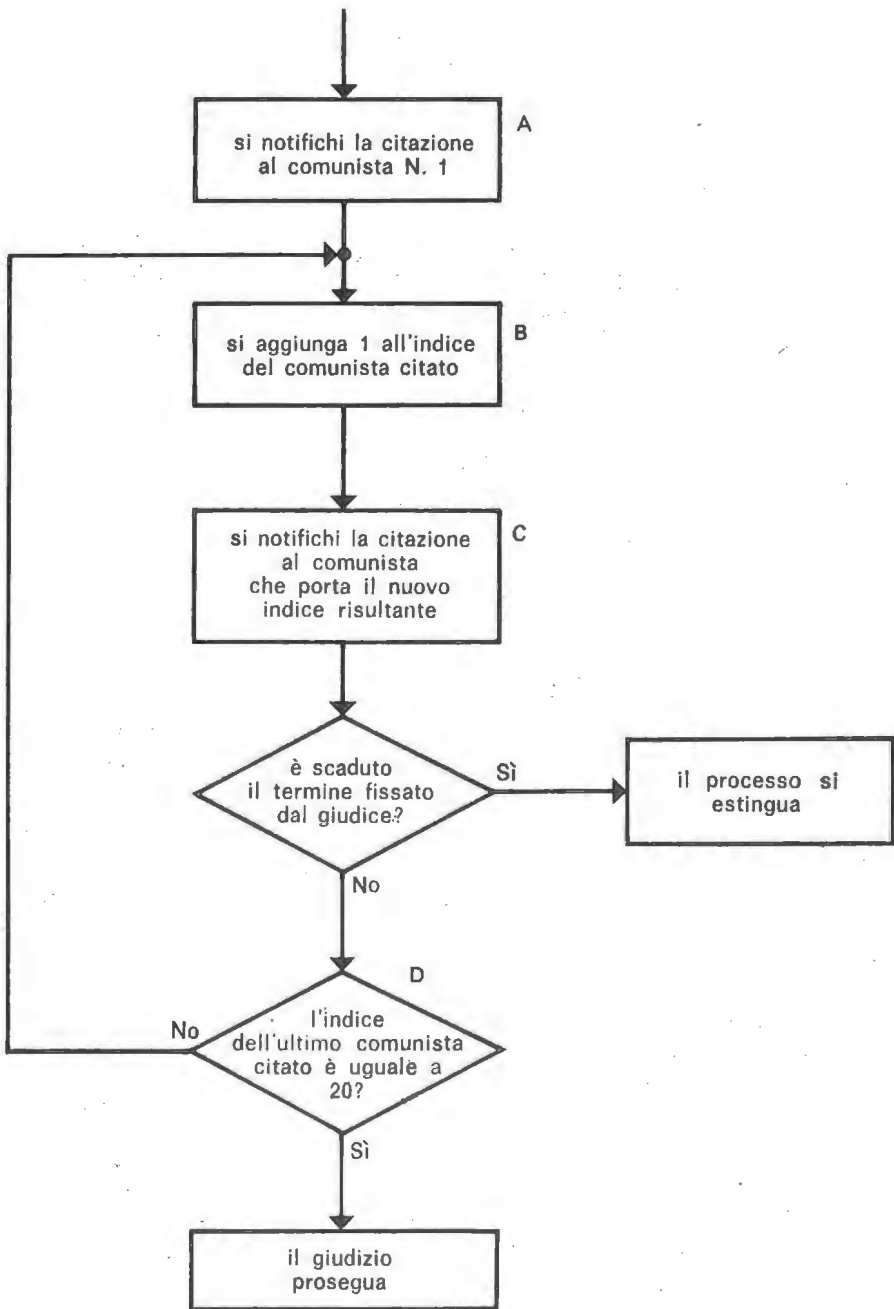 A
si notifichi la citazione
al comunista N. 1
B
si aggiunga 1 all'indice
del comunista citato
C
si notifichi la citazione
al comunista
che porta il nuovo
indice risultante
è scaduto
il termine fissato
dal giudice?
Sì
il processo si
estingua
No
D
l'indice
dell'ultimo comunista
citato è uguale a
20?
No
Sì
il giudizio
prosegua